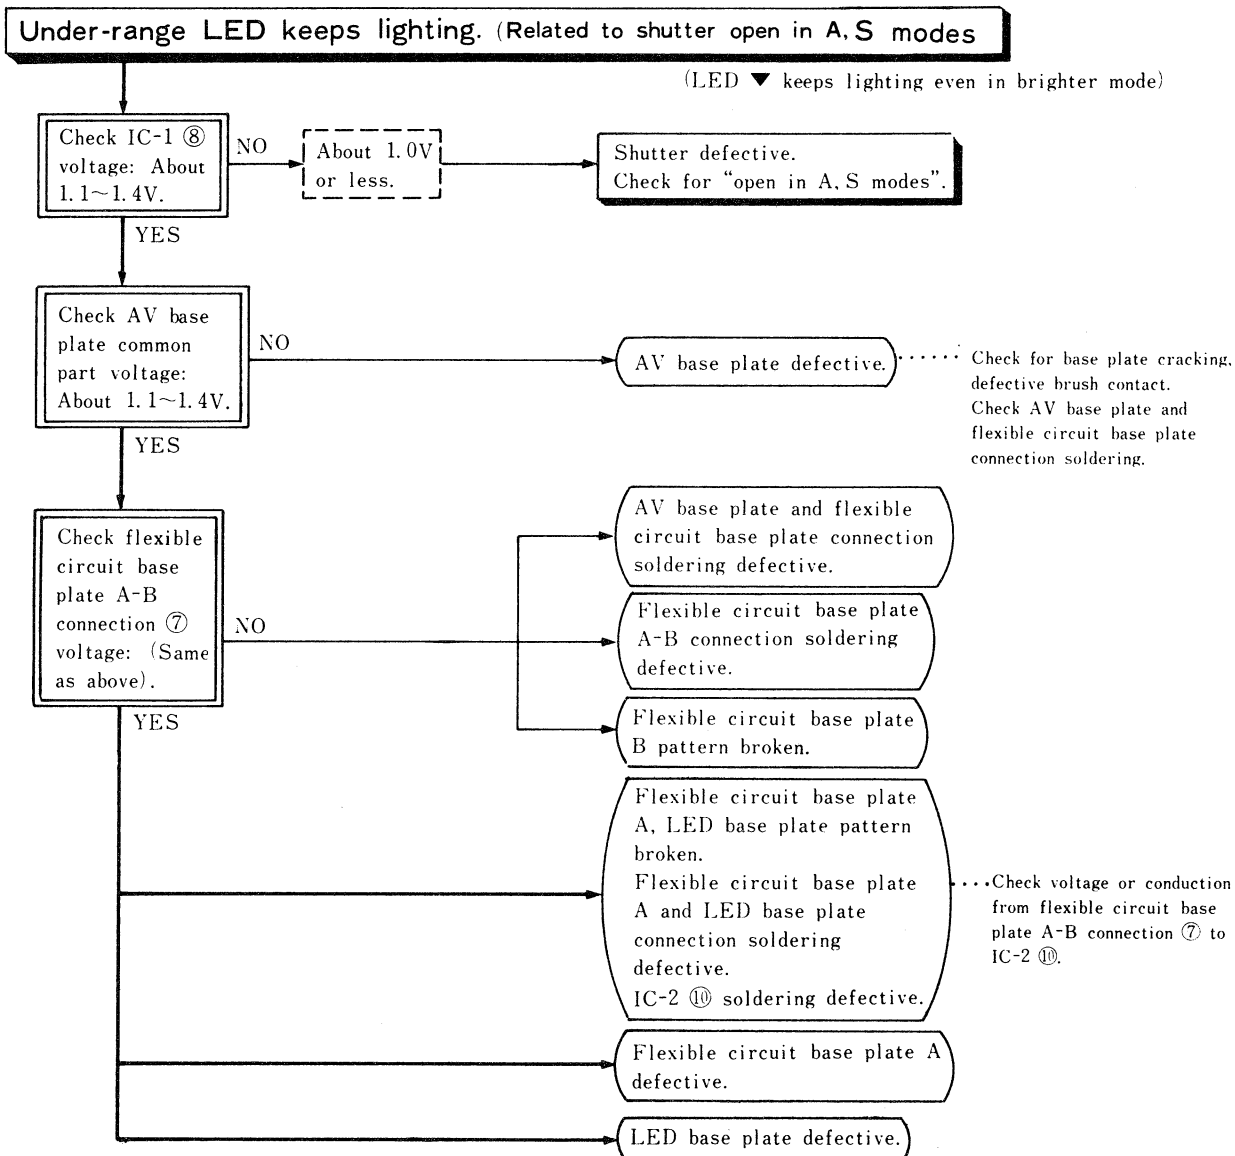 Under-range LED keeps lighting. (Related to shutter open in A, S modes
(LED ▼ keeps lighting even in brighter mode)
Check IC-1 ⑧
voltage: About
1.1~1.4V.
NO
About 1.0V
or less.
Shutter defective.
Check for “open in A, S modes”.
YES
Check AV base
plate common
part voltage:
About 1.1~1.4V.
NO
AV base plate defective.
Check for base plate cracking,
defective brush contact.
Check AV base plate and
flexible circuit base plate
connection soldering.
YES
Check flexible
circuit base
plate A-B
connection ⑦
voltage: (Same
as above).
NO
AV base plate and flexible
circuit base plate connection
soldering defective.
Flexible circuit base plate
A-B connection soldering
defective.
Flexible circuit base plate
B pattern broken.
YES
Flexible circuit base plate
A, LED base plate pattern
broken.
Flexible circuit base plate
A and LED base plate
connection soldering
defective.
IC-2 ⑩ soldering defective.
Check voltage or conduction
from flexible circuit base
plate A-B connection ⑦ to
IC-2 ⑩.
Flexible circuit base plate A
defective.
LED base plate defective.